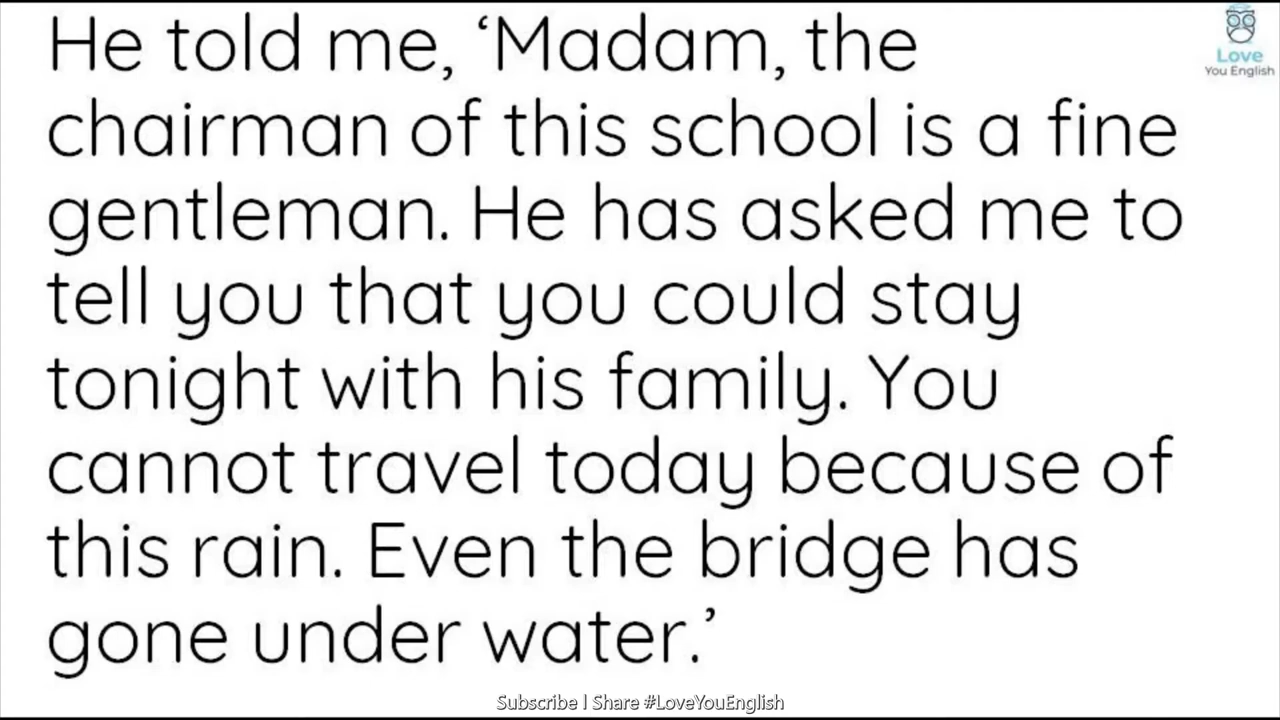 He told me, ‘Madam, the
chairman of this school is a fine
gentleman. He has asked me to
tell you that you could stay
tonight with his family. You
cannot travel today because of
this rain. Even the bridge has
gone under water.’
Love
You English
Subscribe | Share #LoveYouEnglish